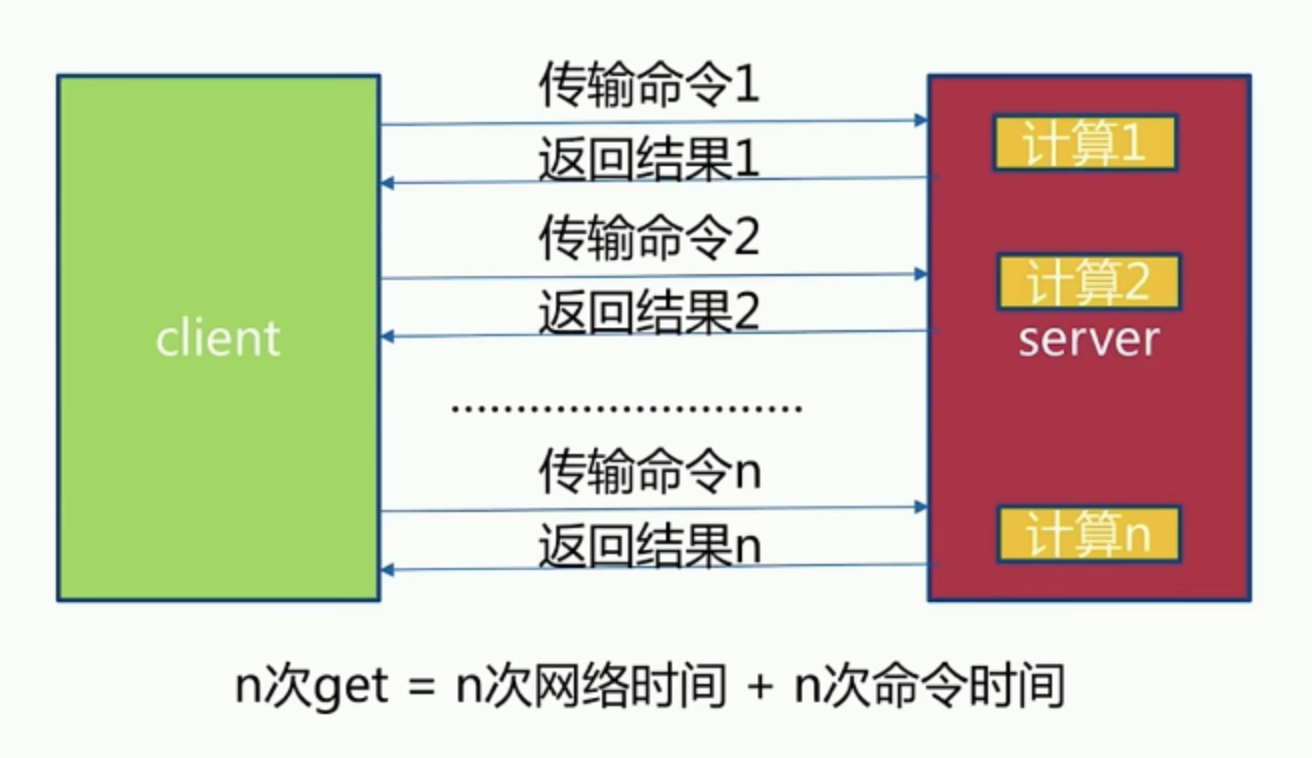 传输命令1
计算1
返回结果1
传输命令2
计算2
返回结果2
client
server
...........................
传输命令n
返回结果n
计算n
n次get = n次网络时间 + n次命令时间